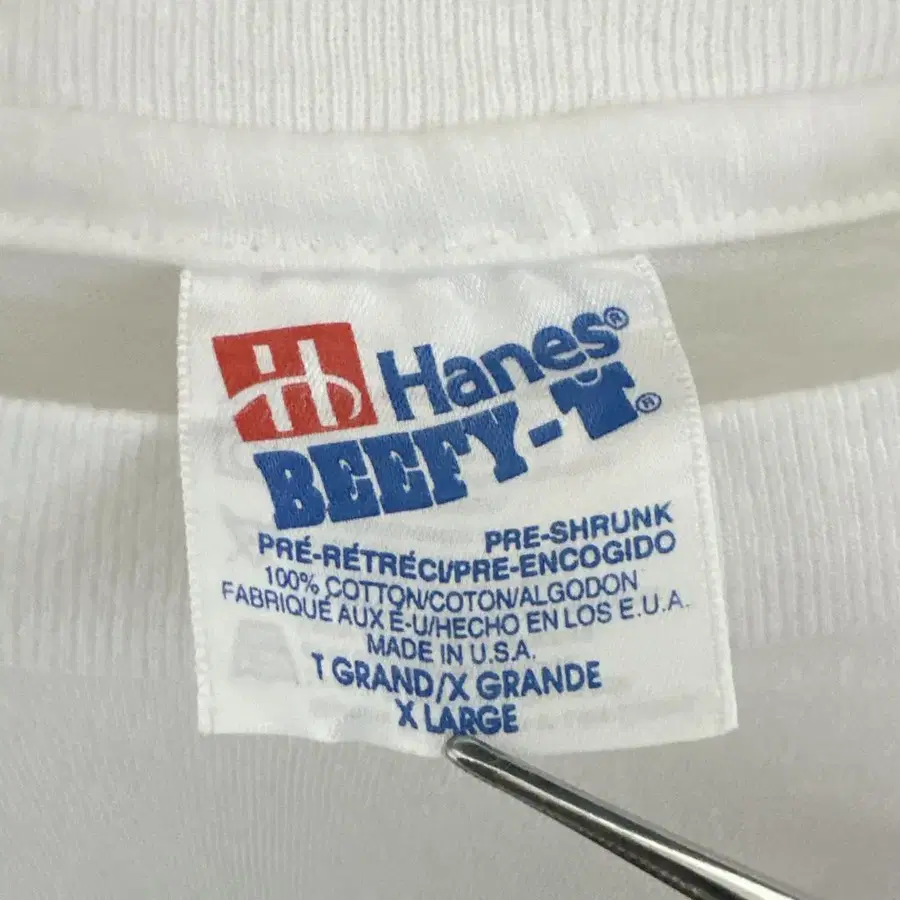 Hanes®
BEEFY-T®
PRE-SHRUNK
PRÉ-RÉTRÉCI/PRE-ENCOGIDO
100% COTTON/COTON/ALGODON
FABRIQUÉ AUX É-U/HECHO EN LOS E.U.A.
MADE IN U.S.A.
T GRAND/X GRANDE
X LARGE